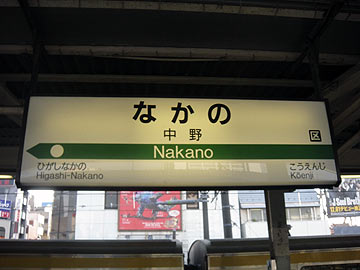 なかの
中野
区
Nakano
ひがしなかの
Higashi-Nakano
こうえんじ
Kōenji